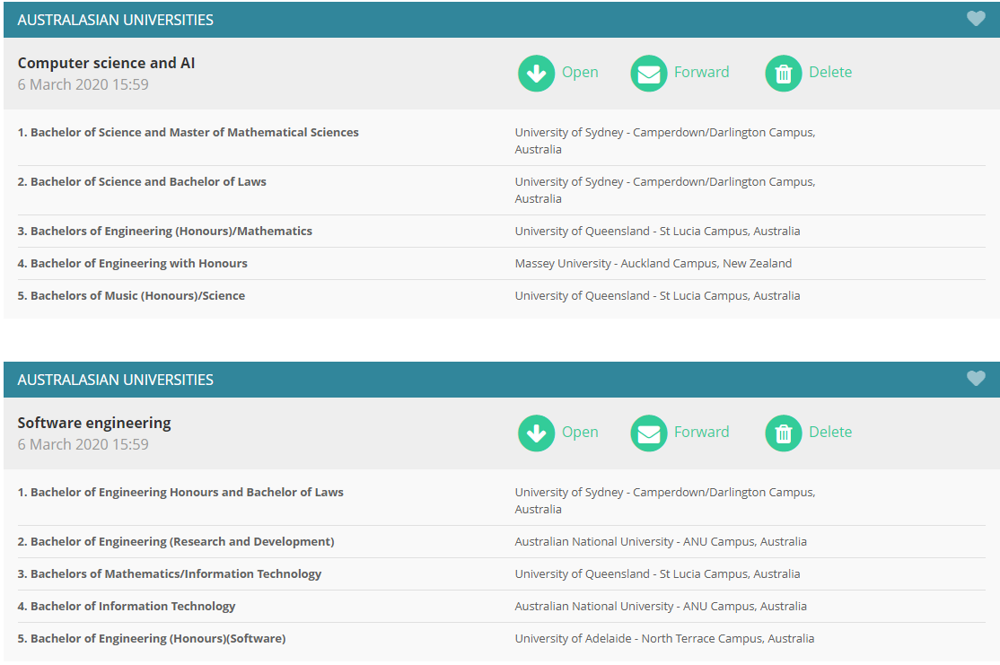 AUSTRALASIAN UNIVERSITIES
Computer science and AI
6 March 2020 15:59
Open
Forward
Delete
1. Bachelor of Science and Master of Mathematical Sciences
University of Sydney - Camperdown/Darlington Campus,
Australia
2. Bachelor of Science and Bachelor of Laws
University of Sydney - Camperdown/Darlington Campus,
Australia
3. Bachelors of Engineering (Honours)/Mathematics
University of Queensland - St Lucia Campus, Australia
4. Bachelor of Engineering with Honours
Massey University - Auckland Campus, New Zealand
5. Bachelors of Music (Honours)/Science
University of Queensland - St Lucia Campus, Australia
AUSTRALASIAN UNIVERSITIES
Software engineering
6 March 2020 15:59
Open
Forward
Delete
1. Bachelor of Engineering Honours and Bachelor of Laws
University of Sydney - Camperdown/Darlington Campus,
Australia
2. Bachelor of Engineering (Research and Development)
Australian National University - ANU Campus, Australia
3. Bachelors of Mathematics/Information Technology
University of Queensland - St Lucia Campus, Australia
4. Bachelor of Information Technology
Australian National University - ANU Campus, Australia
5. Bachelor of Engineering (Honours)(Software)
University of Adelaide - North Terrace Campus, Australia